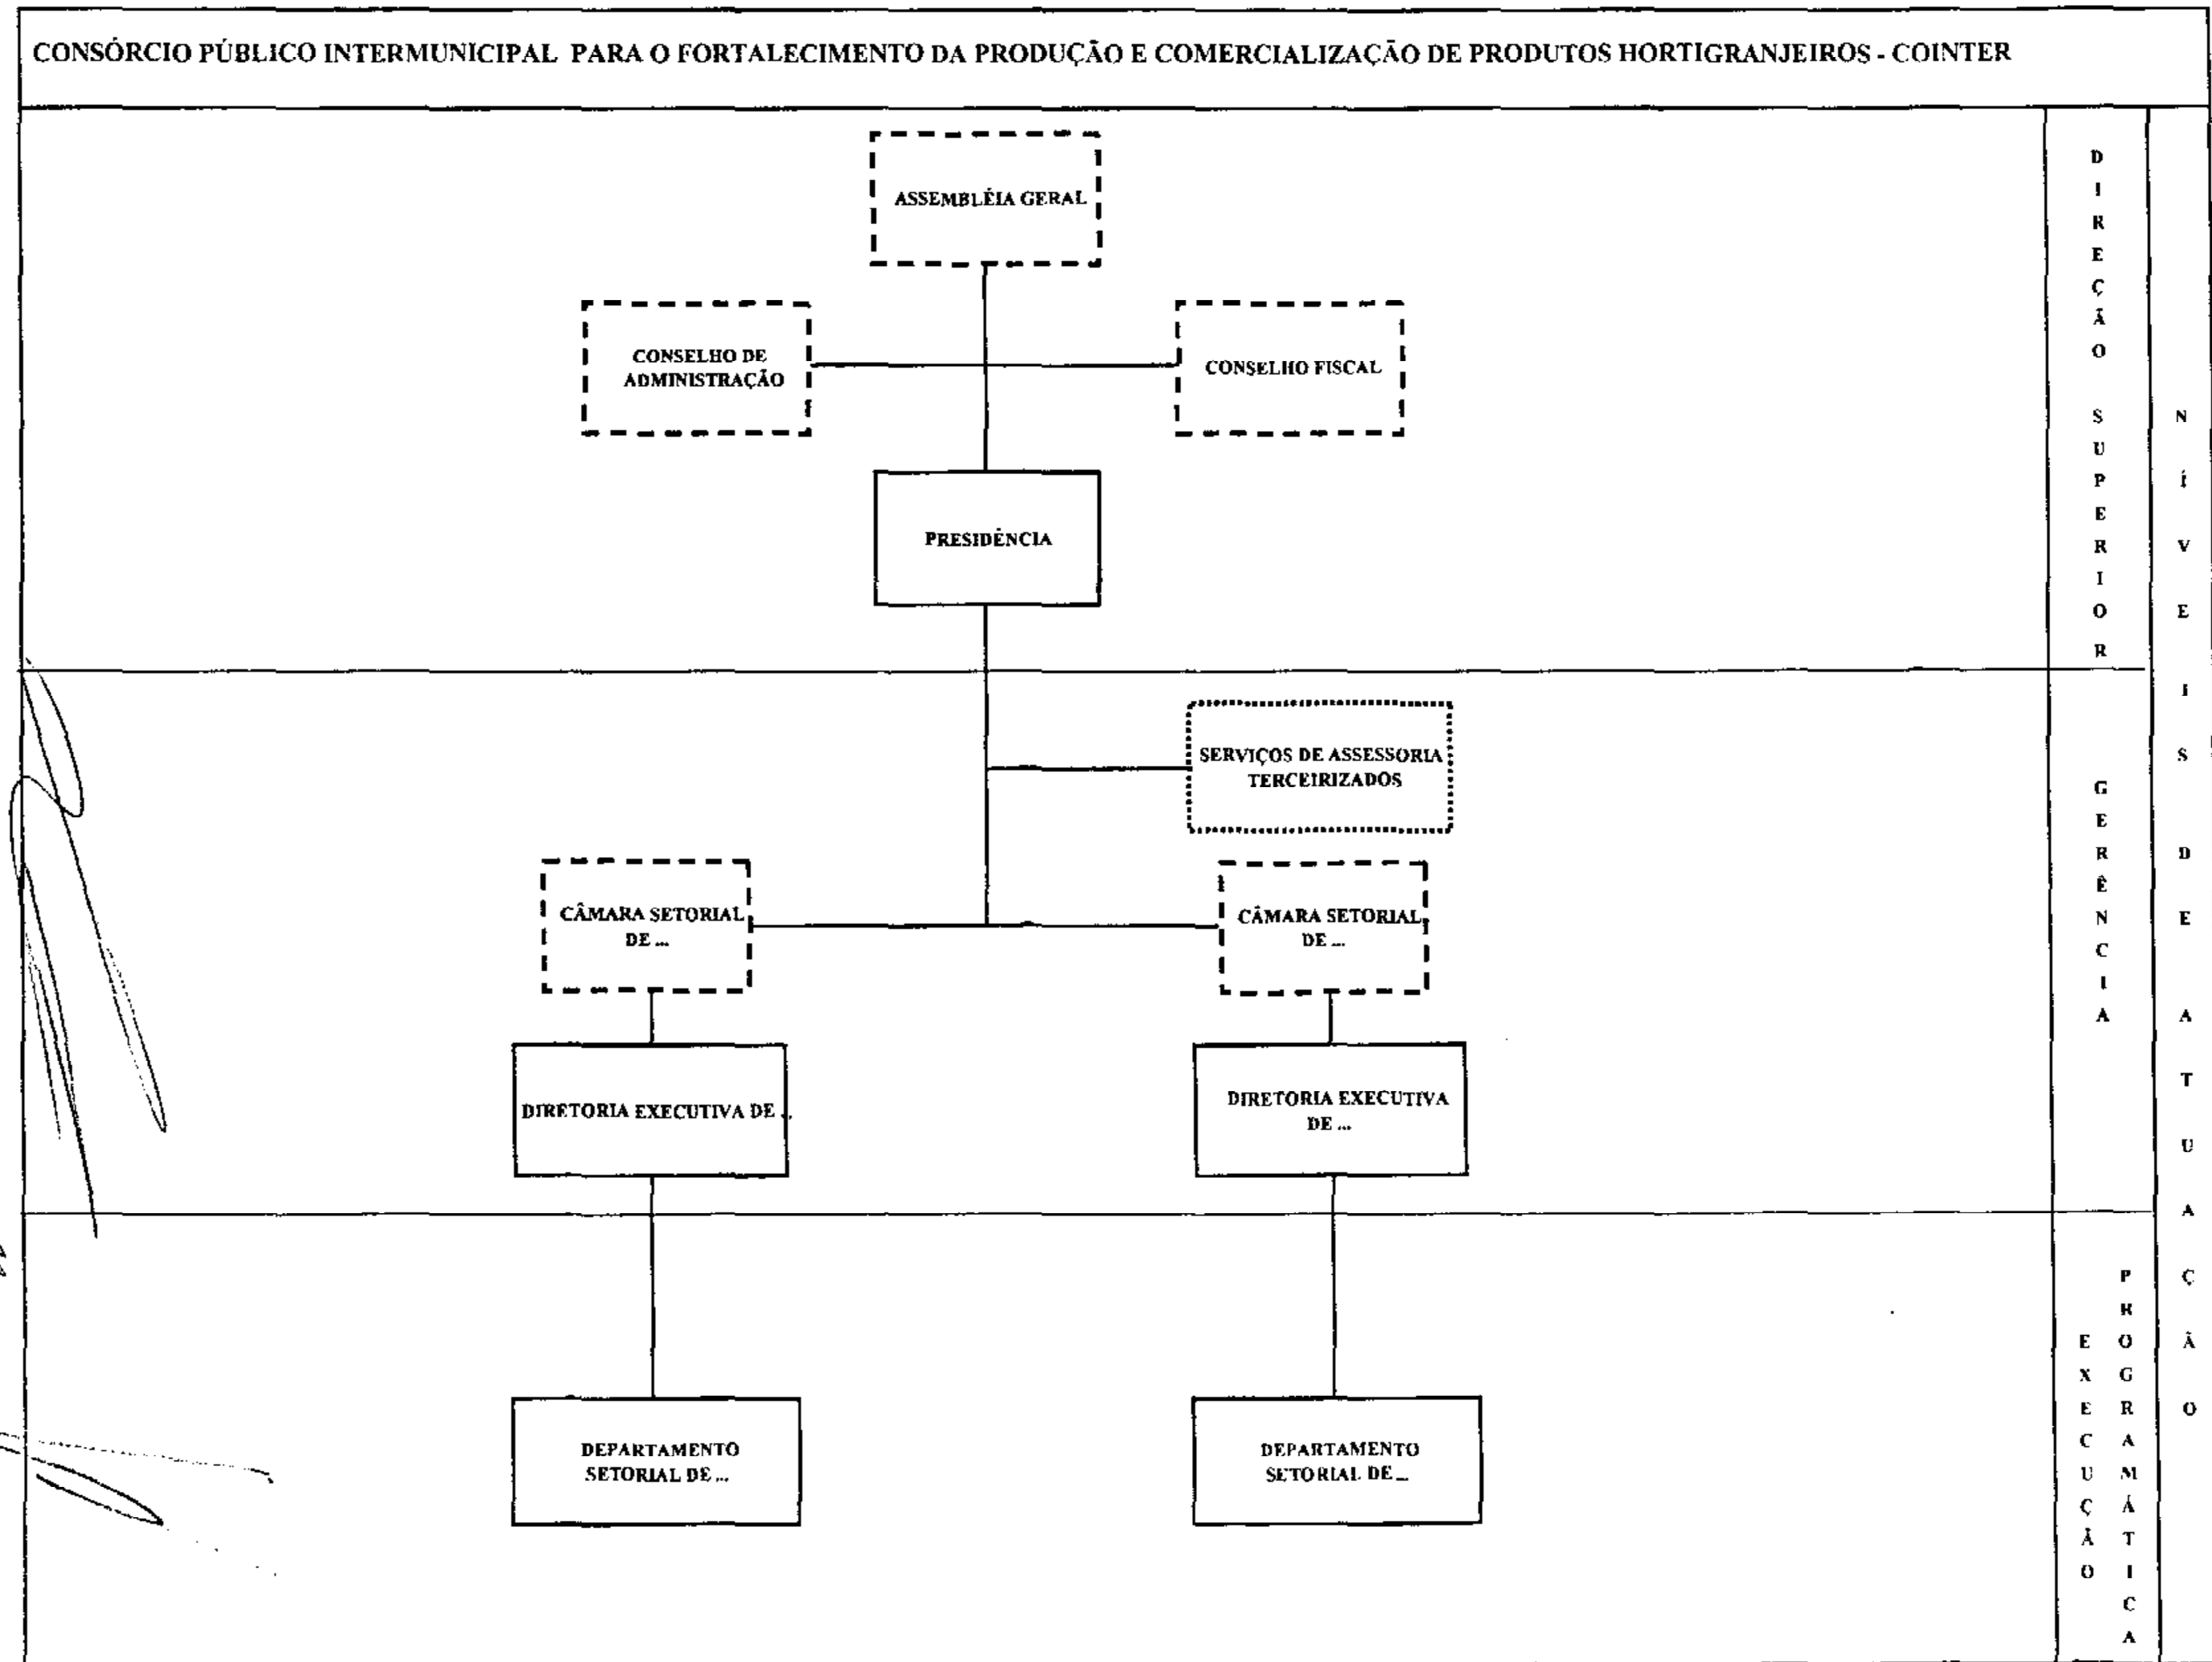 CONSÓRCIO PÚBLICO INTERMUNICIPAL PARA O FORTALECIMENTO DA PRODUÇÃO E COMERCIALIZAÇÃO DE PRODUTOS HORTIGRANJEIROS - COINTER
ASSEMBLÉIA GERAL
CONSELHO DE
ADMINISTRAÇÃO
CONSELHO FISCAL
PRESIDÊNCIA
SERVIÇOS DE ASSESSORIA
TERCEIRIZADOS
CÂMARA SETORIAL
DE ...
CÂMARA SETORIAL
DE ...
DIRETORIA EXECUTIVA DE ...
DIRETORIA EXECUTIVA
DE ...
DEPARTAMENTO
SETORIAL DE ...
DEPARTAMENTO
SETORIAL DE ...
DIREÇÃO SUPERIOR
GERÊNCIA
EXECUÇÃO
PROGRAMÁTICA
NÍVEIS DE ATUAÇÃO